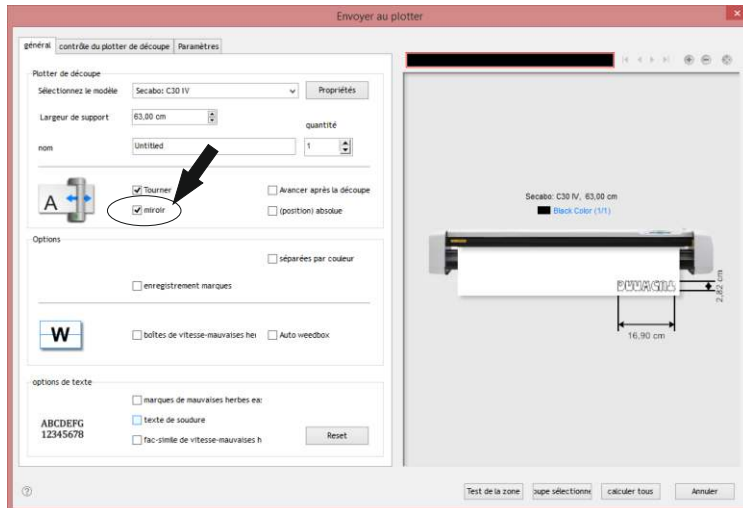 Envoyer au plotter
général contrôle du plotter de découpe Paramètres
Plotter de découpe
Sélectionnez le modèle Secabo: C30 IV Propriétés
Largeur de support 63,00 cm
quantité
nom Untitled 1
A
Tourner Avancer après la découpe
miroir (position) absolue
Options
séparées par couleur
enregistrement marques
W
boîtes de vitesse-mauvaises her Auto weedbox
options de texte
marques de mauvaises herbes ea:
ABCDEFG
12345678
texte de soudure
fac-simile de vitesse-mauvaises h
Reset
Secabo: C30 IV, 63,00 cm
Black Color (1/1)
2,82 cm
16,90 cm
Test de la zone oupe sélectionne calculer tous Annuler